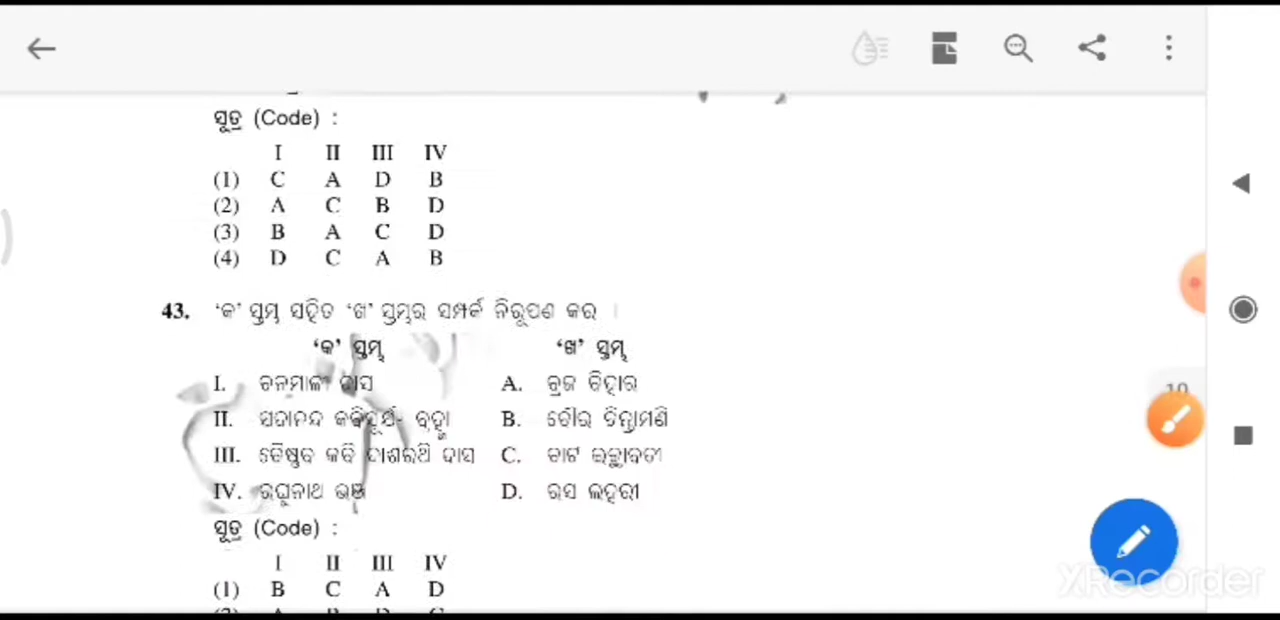 ସୂତ୍ର (Code) :
I II III IV
(1) C A D B
(2) A C B D
(3) B A C D
(4) D C A B
43. ‘କ’ ସ୍ତମ୍ଭ ସହିତ ‘ଖ’ ସ୍ତମ୍ଭର ସମ୍ପର୍କ ନିରୂପଣ କର ।
‘କ’ ସ୍ତମ୍ଭ ‘ଖ’ ସ୍ତମ୍ଭ
I. ବନମାଳୀ ଦାସ A. ବ୍ରଜ ବିହାର
II. ସଦାନନ୍ଦ କବିସୂର୍ଯ୍ୟ ବ୍ରହ୍ମା B. ଚୌର ଚିନ୍ତାମଣି
III. ବୈଷ୍ଣବ କବି ଦାଶରଥି ଦାସ C. ଚାଟ ଇଚ୍ଛାବତୀ
IV. ରଘୁନାଥ ଭଞ୍ଜ D. ରସ ଲହରୀ
ସୂତ୍ର (Code) :
I II III IV
(1) B C A D
10
XRecorder